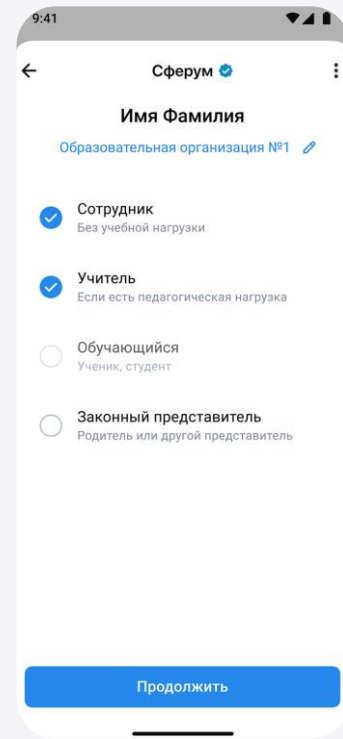 9:41
Сферум
Имя Фамилия
Образовательная организация №1
Сотрудник
Без учебной нагрузки
Учитель
Если есть педагогическая нагрузка
Обучающийся
Ученик, студент
Законный представитель
Родитель или другой представитель
Продолжить